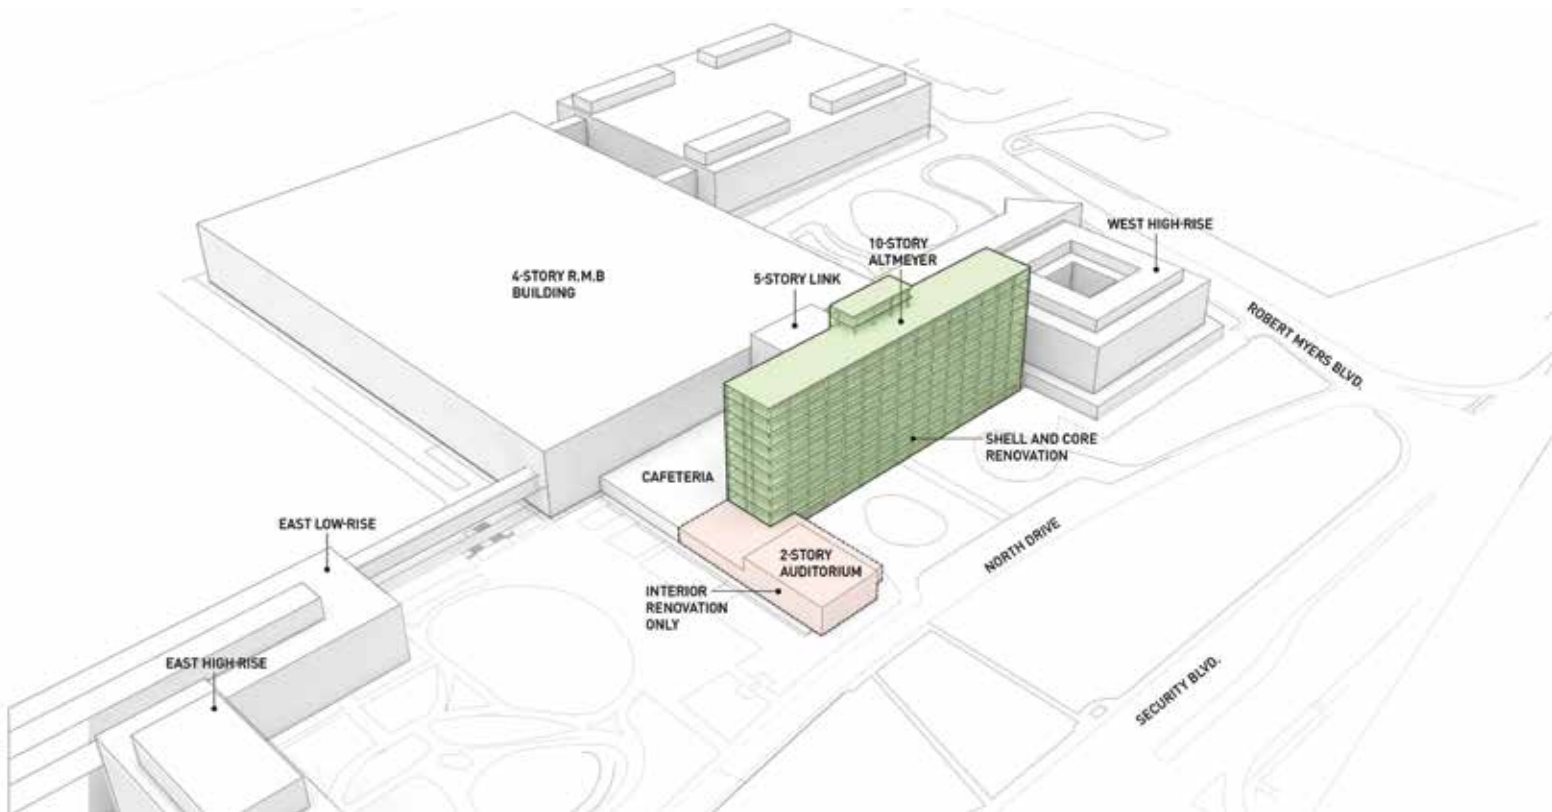 WEST HIGH-RISE
10-STORY
ALTMEYER
4-STORY R.M.B
BUILDING
5-STORY LINK
ROBERT MYERS BLVD.
SHELL AND CORE
RENOVATION
CAFETERIA
EAST LOW-RISE
NORTH DRIVE
2-STORY
AUDITORIUM
INTERIOR
RENOVATION
ONLY
EAST HIGH-RISE
SECURITY BLVD.